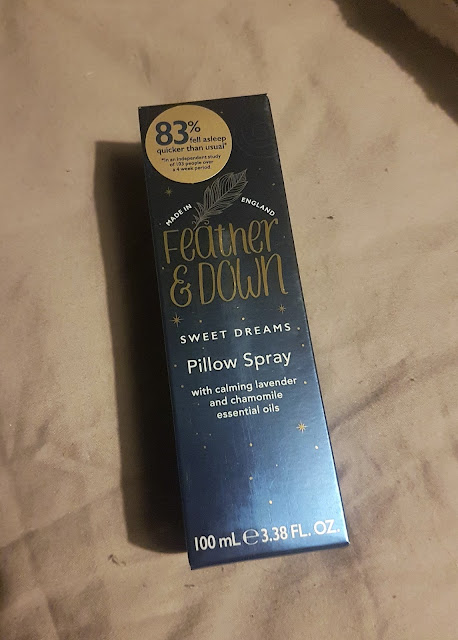 83%
fell asleep
quicker than usual*
*In an independent study
of 105 people over
a 4 week period
MADE IN ENGLAND
Feather
& DOWN
SWEET DREAMS
Pillow Spray
with calming lavender
and chamomile
essential oils
100 mL ℮ 3.38 FL. OZ.